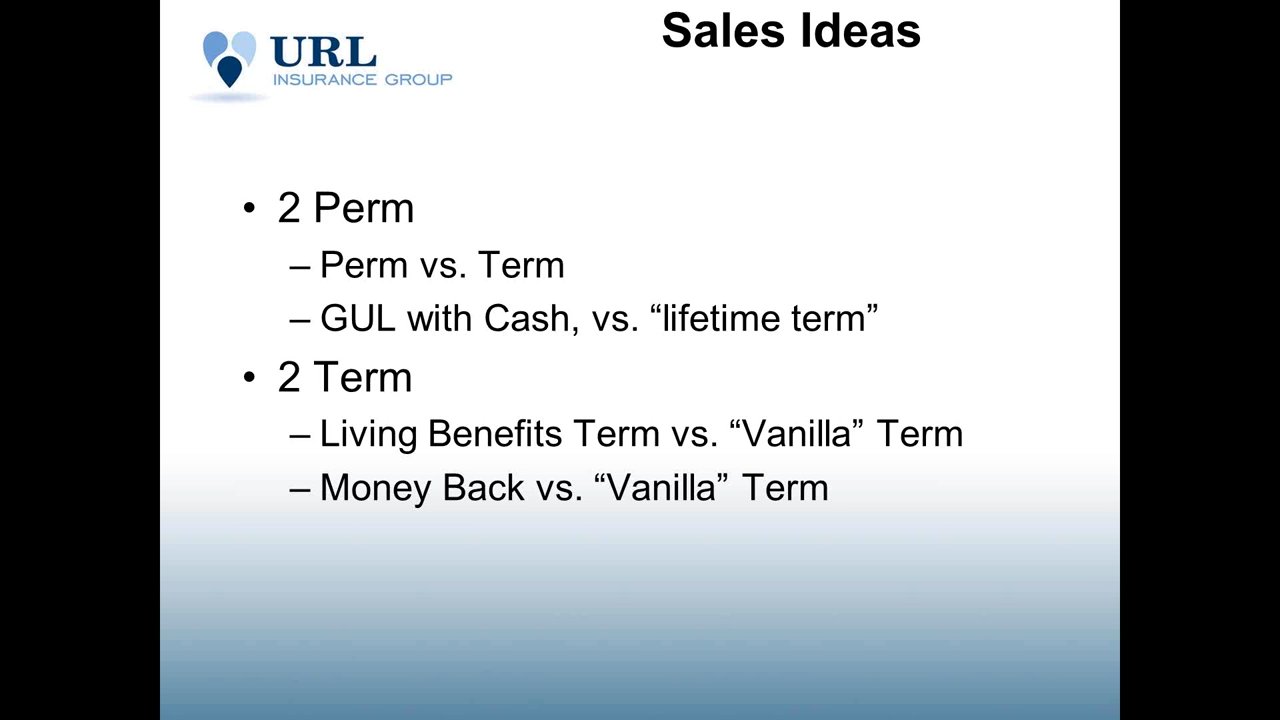 Sales Ideas
URL
INSURANCE GROUP
• 2 Perm
– Perm vs. Term
– GUL with Cash, vs. “lifetime term”
• 2 Term
– Living Benefits Term vs. “Vanilla” Term
– Money Back vs. “Vanilla” Term